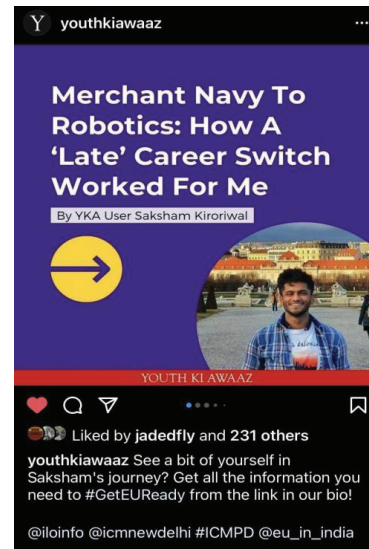 Y youthkiawaaz
Merchant Navy To
Robotics: How A
‘Late’ Career Switch
Worked For Me
By YKA User Saksham Kiroriwal
YOUTH KI AWAAZ
Liked by jadedfly and 231 others
youthkiawaaz See a bit of yourself in
Saksham's journey? Get all the information you
need to #GetEUReady from the link in our bio!
@iloinfo @icmnewdelhi #ICMPD @eu_in_india